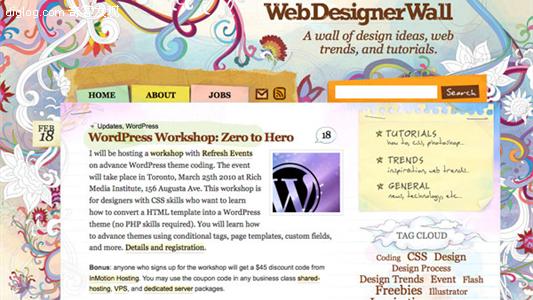 WebDesignerWall
A wall of design ideas, web
trends, and tutorials.
HOME ABOUT JOBS
Search
FEB
18
+ Updates, WordPress
WordPress Workshop: Zero to Hero
18
I will be hosting a workshop with Refresh Events
on advance WordPress theme coding. The event
will take place in Toronto, March 25th 2010 at Rich
Media Institute, 156 Augusta Ave. This workshop is
for designers with CSS skills who want to learn
how to convert a HTML template into a WordPress
theme (no PHP skills required). You will learn how
to advance themes using conditional tags, page templates, custom fields,
and more. Details and registration.
Bonus: anyone who signs up for the workshop will get a $45 discount code from
InMotion Hosting. You may use the coupon code in any business class shared-
hosting, VPS, and dedicated server packages.
TUTORIALS
how to, css, photoshop...
TRENDS
inspiration, web trends...
GENERAL
news, technology, etc...
TAG CLOUD
Coding CSS Design
Design Process
Design Trends Event Flash
Freebies Illustrator